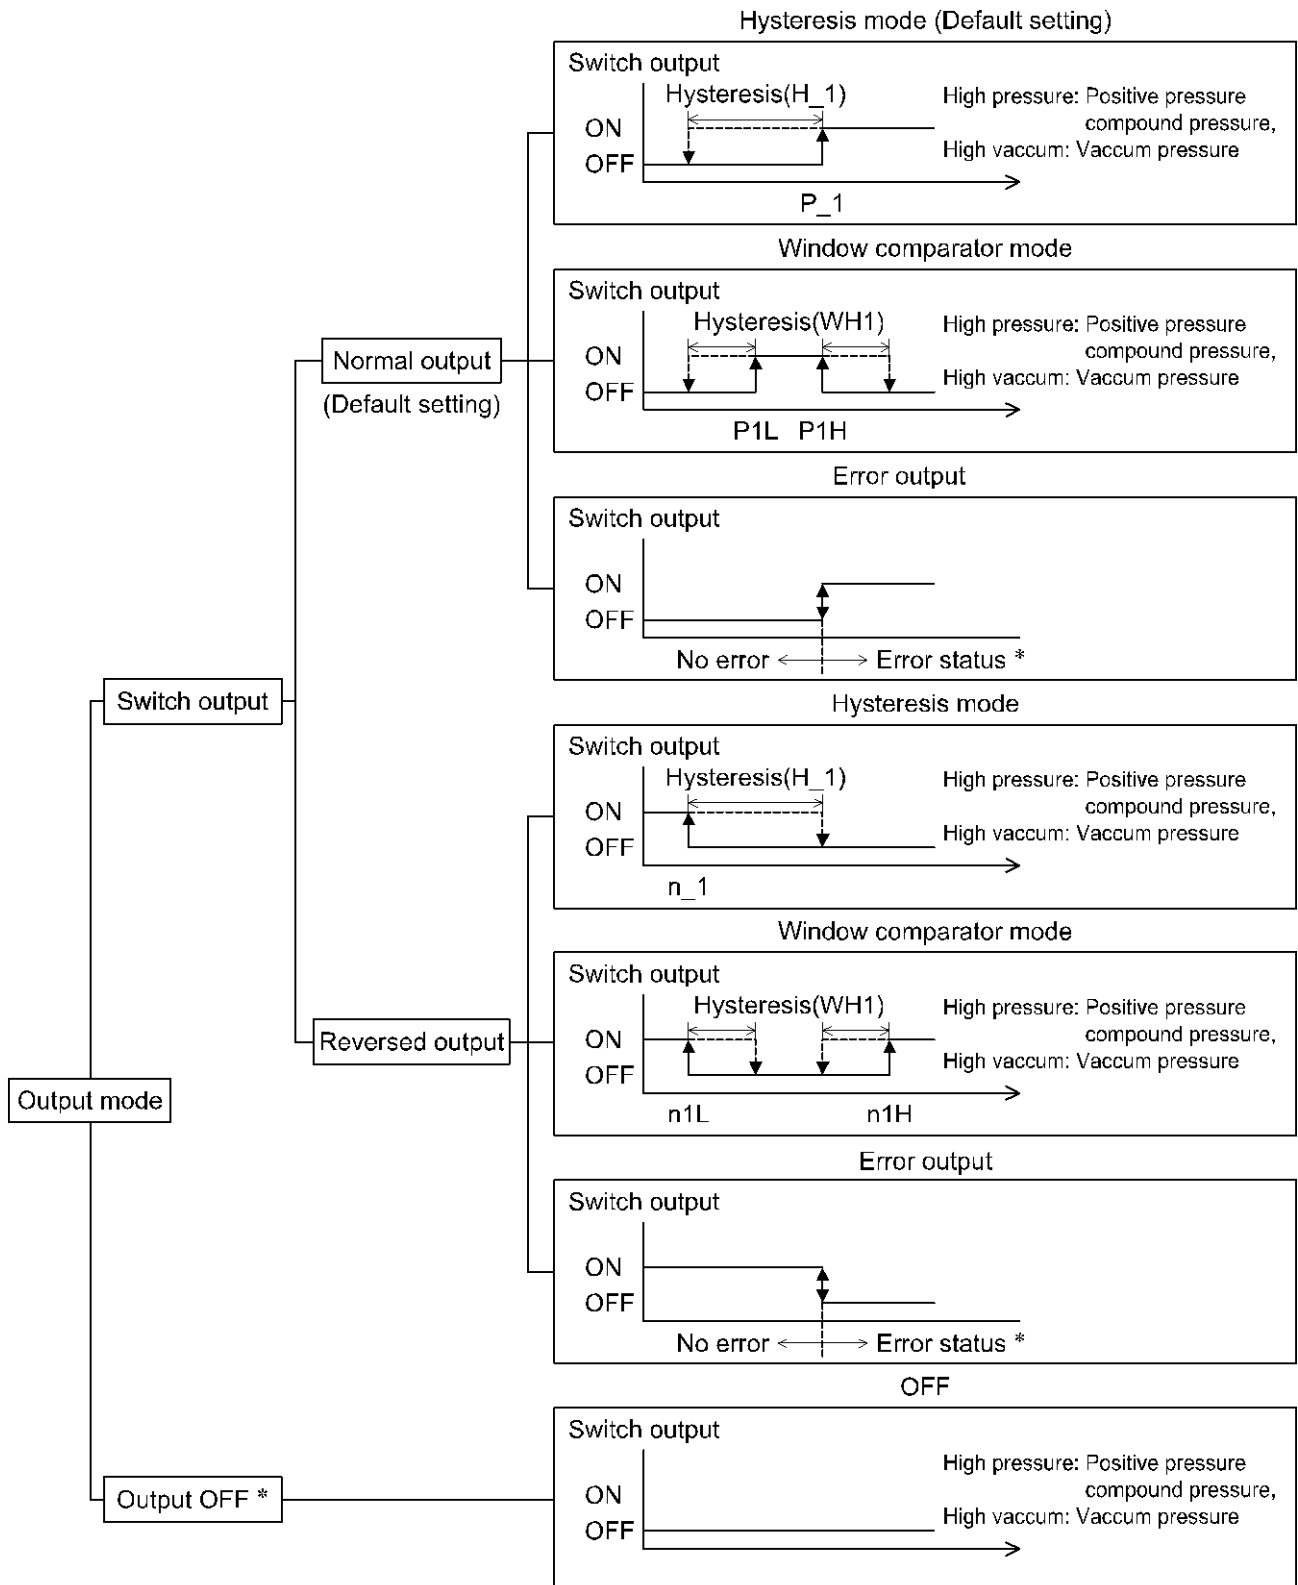 Hysteresis mode (Default setting)
Switch output
Hysteresis(H_1)
ON
OFF
P_1
High pressure: Positive pressure
compound pressure,
High vaccum: Vaccum pressure
Window comparator mode
Switch output
Hysteresis(WH1)
ON
OFF
P1L P1H
High pressure: Positive pressure
compound pressure,
High vaccum: Vaccum pressure
Normal output
(Default setting)
Error output
Switch output
ON
OFF
No error
Error status *
Switch output
Hysteresis mode
Switch output
Hysteresis(H_1)
ON
OFF
n_1
High pressure: Positive pressure
compound pressure,
High vaccum: Vaccum pressure
Window comparator mode
Switch output
Hysteresis(WH1)
ON
OFF
n1L n1H
High pressure: Positive pressure
compound pressure,
High vaccum: Vaccum pressure
Reversed output
Output mode
Error output
Switch output
ON
OFF
No error
Error status *
OFF
Switch output
ON
OFF
High pressure: Positive pressure
compound pressure,
High vaccum: Vaccum pressure
Output OFF *